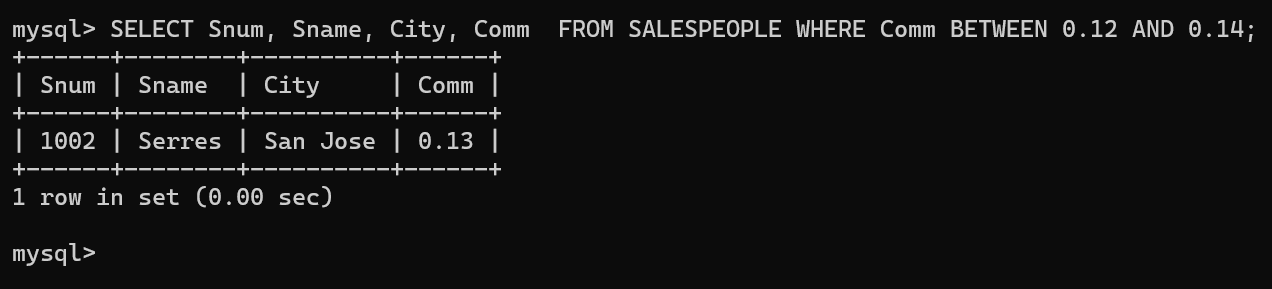 mysql> SELECT Snum, Sname, City, Comm  FROM SALESPEOPLE WHERE Comm BETWEEN 0.12 AND 0.14;
+------+--------+----------+------+
| Snum | Sname  | City     | Comm |
+------+--------+----------+------+
| 1002 | Serres | San Jose | 0.13 |
+------+--------+----------+------+
1 row in set (0.00 sec)
mysql>